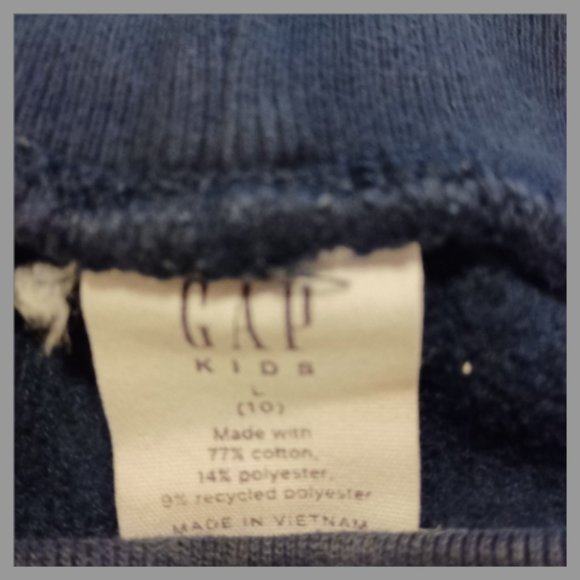 GAP
KIDS
L
(10)
Made with
77% cotton,
14% polyester,
9% recycled polyester
MADE IN VIETNAM